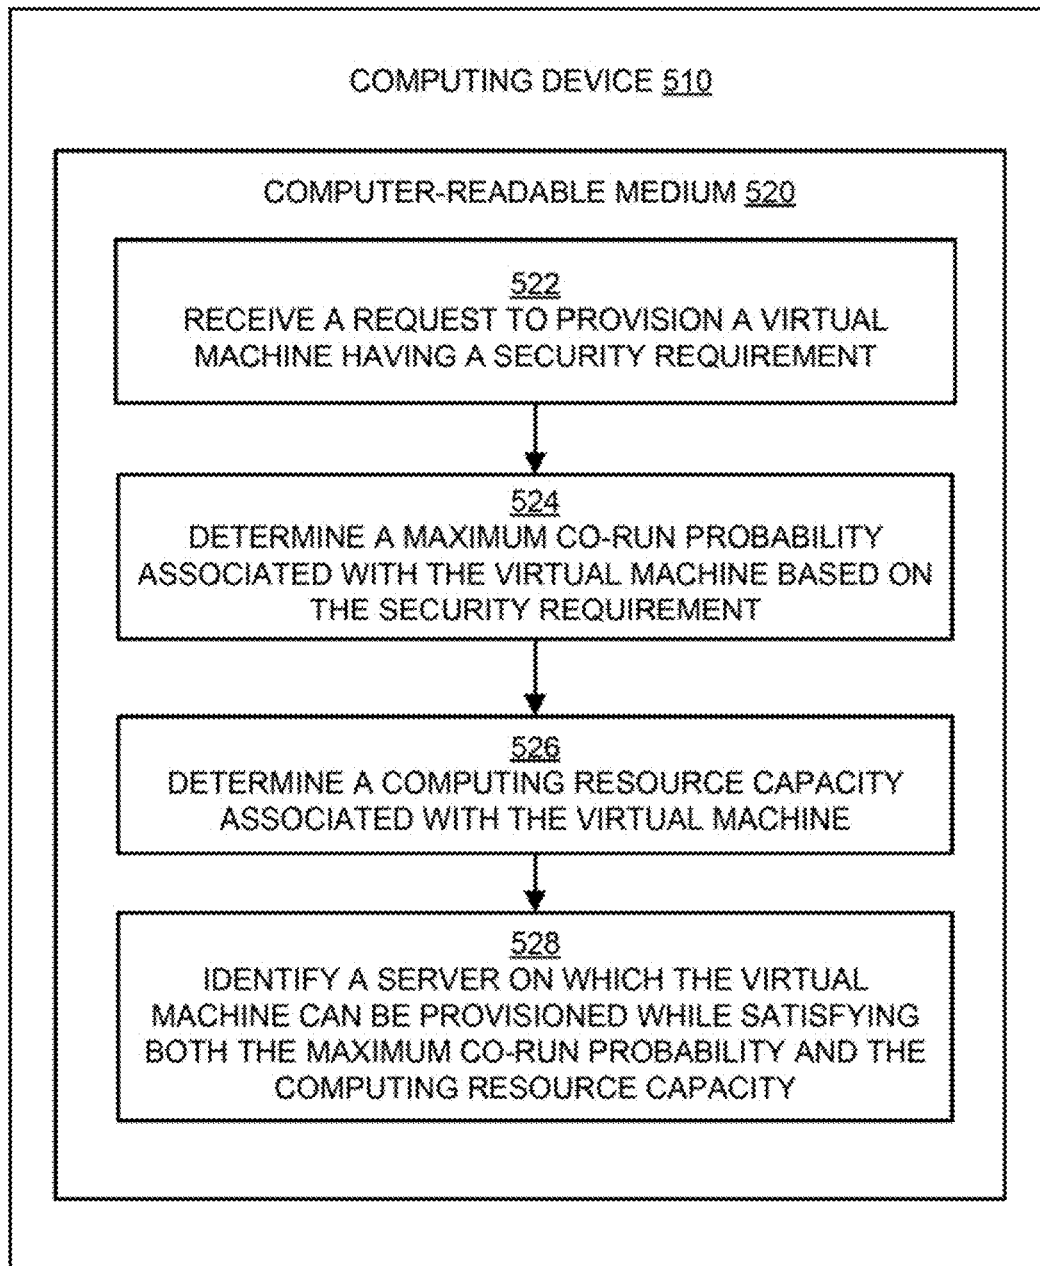 COMPUTING DEVICE 510
COMPUTER-READABLE MEDIUM 520
522
RECEIVE A REQUEST TO PROVISION A VIRTUAL
MACHINE HAVING A SECURITY REQUIREMENT
524
DETERMINE A MAXIMUM CO-RUN PROBABILITY
ASSOCIATED WITH THE VIRTUAL MACHINE BASED ON
THE SECURITY REQUIREMENT
526
DETERMINE A COMPUTING RESOURCE CAPACITY
ASSOCIATED WITH THE VIRTUAL MACHINE
528
IDENTIFY A SERVER ON WHICH THE VIRTUAL
MACHINE CAN BE PROVISIONED WHILE SATISFYING
BOTH THE MAXIMUM CO-RUN PROBABILITY AND THE
COMPUTING RESOURCE CAPACITY